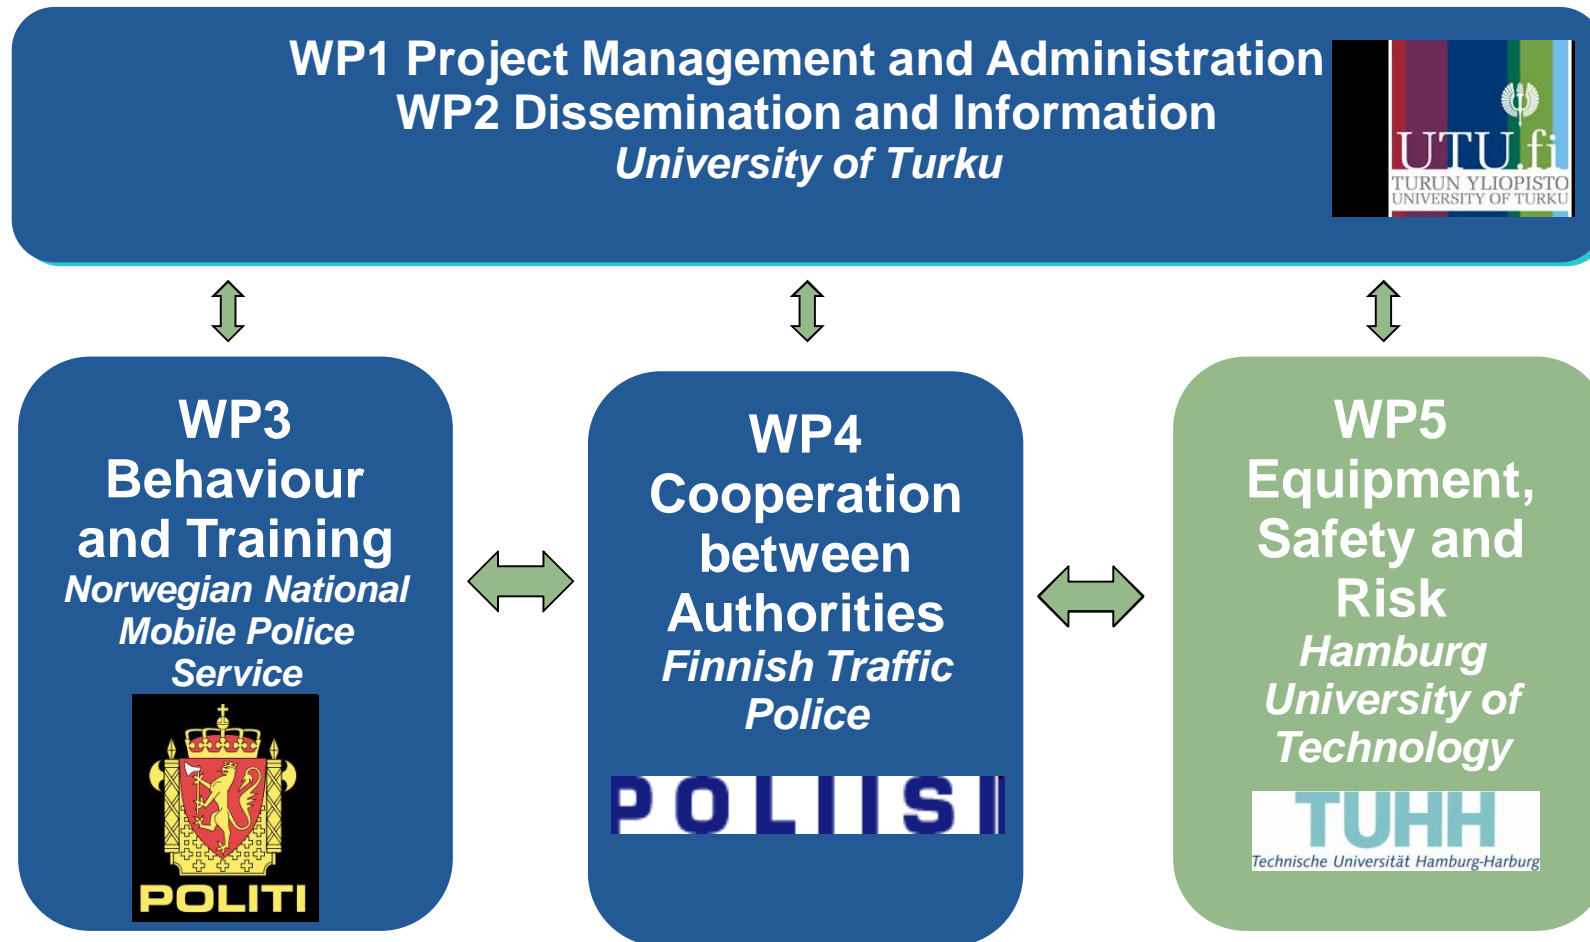 WP1 Project Management and Administration
WP2 Dissemination and Information
University of Turku
UTU.fi
TURUN YLIOPISTO
UNIVERSITY OF TURKU
WP3
Behaviour
and Training
Norwegian National
Mobile Police
Service
POLITI
WP4
Cooperation
between
Authorities
Finnish Traffic
Police
POLIISI
WP5
Equipment,
Safety and
Risk
Hamburg
University of
Technology
TUHH
Technische Universität Hamburg-Harburg